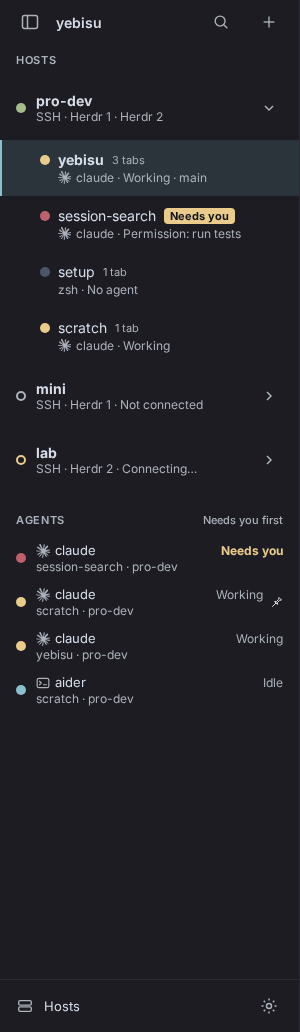 yebisu
HOSTS
pro-dev
SSH · Herdr 1 · Herdr 2
yebisu 3 tabs
claude · Working · main
session-search Needs you
claude · Permission: run tests
setup 1 tab
zsh · No agent
scratch 1 tab
claude · Working
mini
SSH · Herdr 1 · Not connected
lab
SSH · Herdr 2 · Connecting...
AGENTS Needs you first
claude Needs you
session-search · pro-dev
claude Working
scratch · pro-dev
claude Working
yebisu · pro-dev
aider Idle
scratch · pro-dev
Hosts